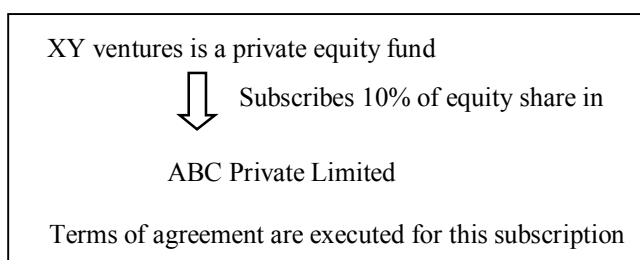 XY ventures is a private equity fund
Subscribes 10% of equity share in
ABC Private Limited
Terms of agreement are executed for this subscription